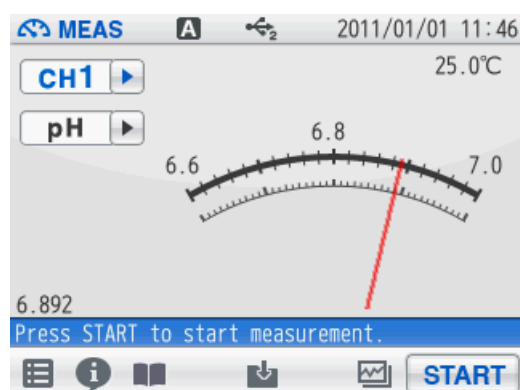 MEAS A 2 2011/01/01 11:46
CH1 25.0℃
pH
6.8
6.6 7.0
6.892
Press START to start measurement.
i START